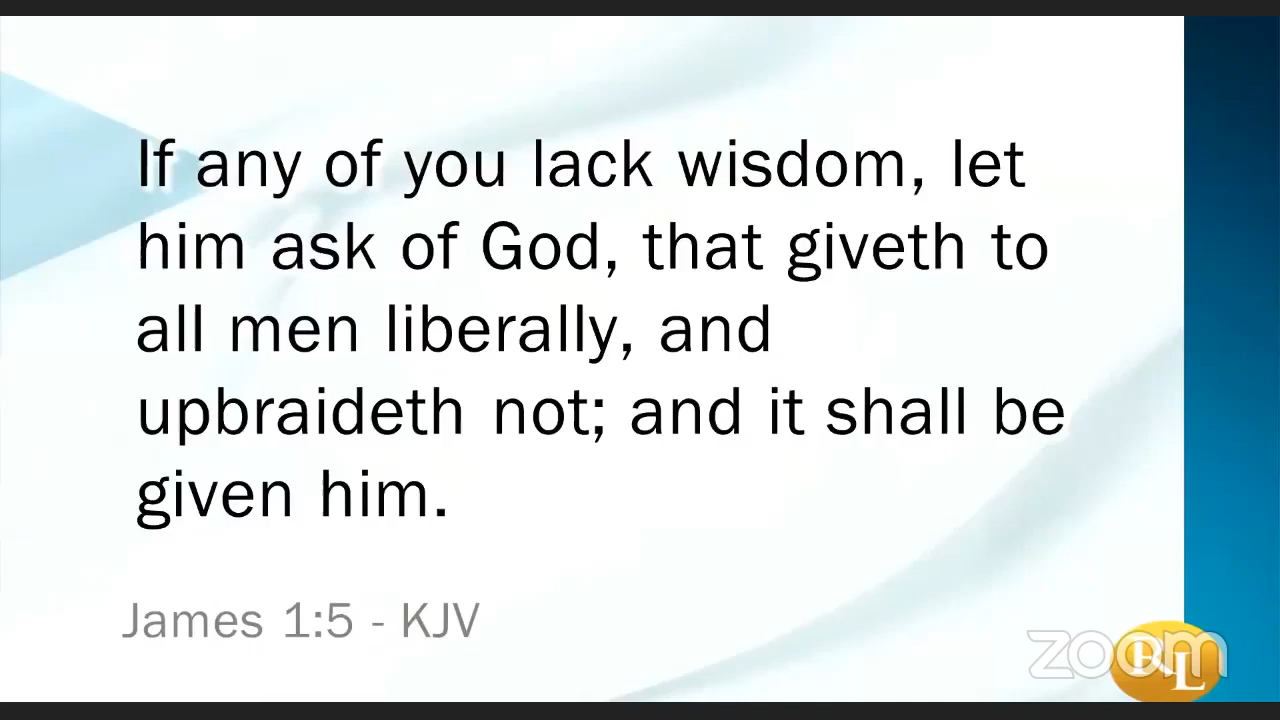 If any of you lack wisdom, let
him ask of God, that giveth to
all men liberally, and
upbraideth not; and it shall be
given him.
James 1:5 - KJV
zoom
RL